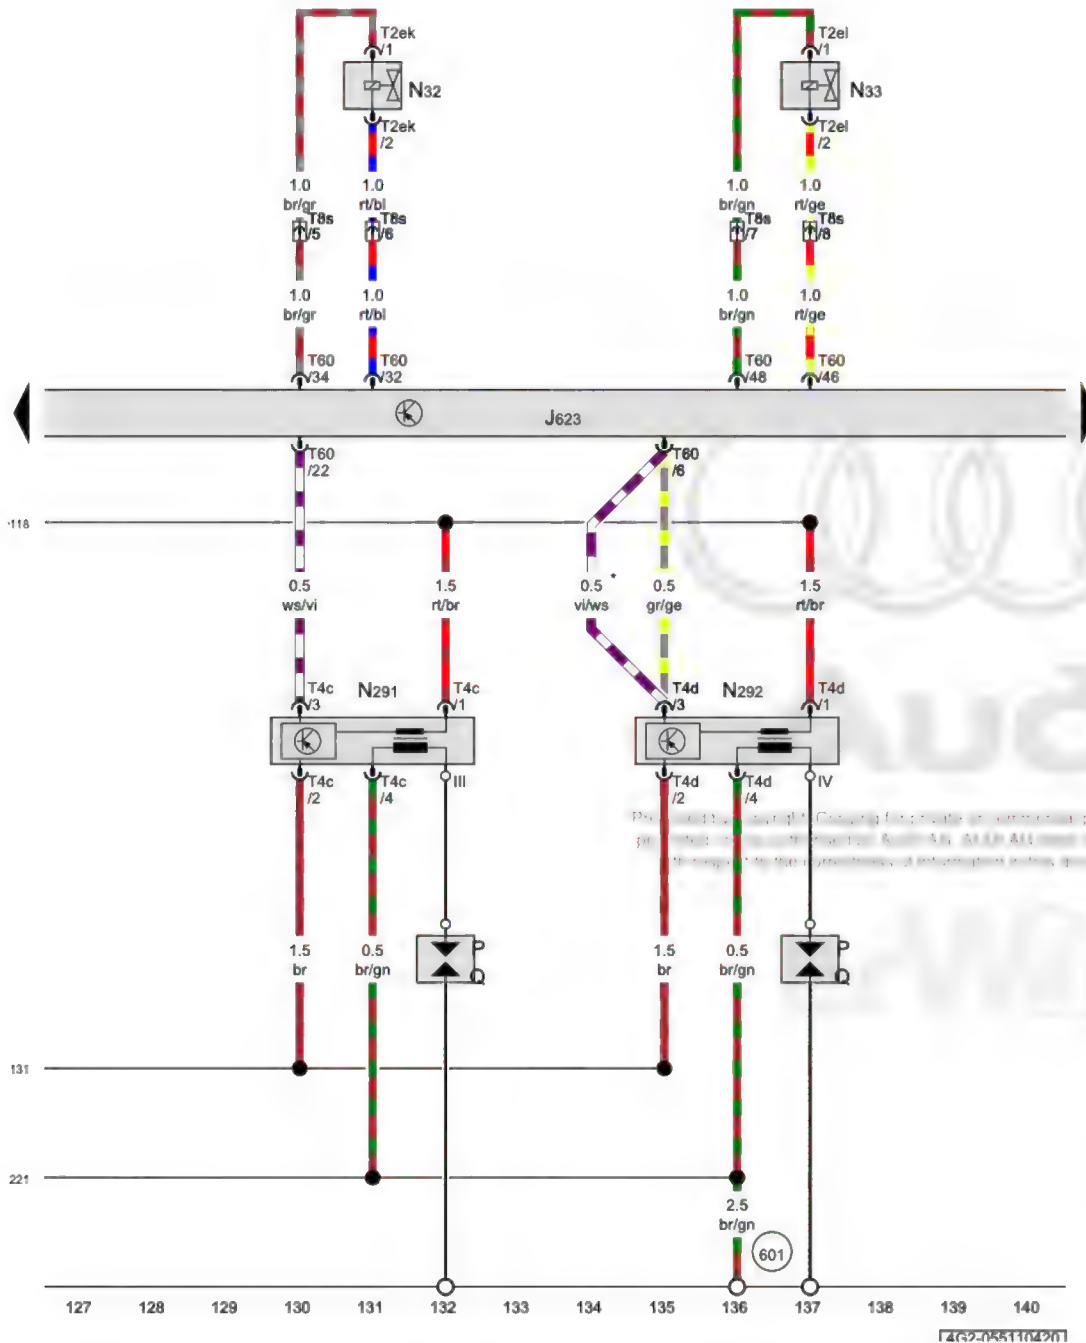 T2ek
/1
T2el
/1
N32
N33
T2ek
/2
T2el
/2
1.0
br/gr
1.0
rt/bl
1.0
br/gn
1.0
rt/ge
T8s
/5
T8s
/6
T8s
/7
T8s
/8
1.0
br/gr
1.0
rt/bl
1.0
br/gn
1.0
rt/ge
T60
/34
T60
/32
T60
/48
T60
/46
J623
T60
/22
T60
/6
118
0.5
ws/vi
1.5
rt/br
0.5 *
vi/ws
0.5
gr/ge
1.5
rt/br
T4c
/3
N291
T4c
/1
T4d
/3
N292
T4d
/1
T4c
/2
T4c
/4
III
T4d
/2
T4d
/4
IV
Audi
1.5
br
0.5
br/gn
P
Q
1.5
br
0.5
br/gn
P
Q
131
221
2.5
br/gn
601
127 128 129 130 131 132 133 134 135 136 137 138 139 140
4G2-055110420